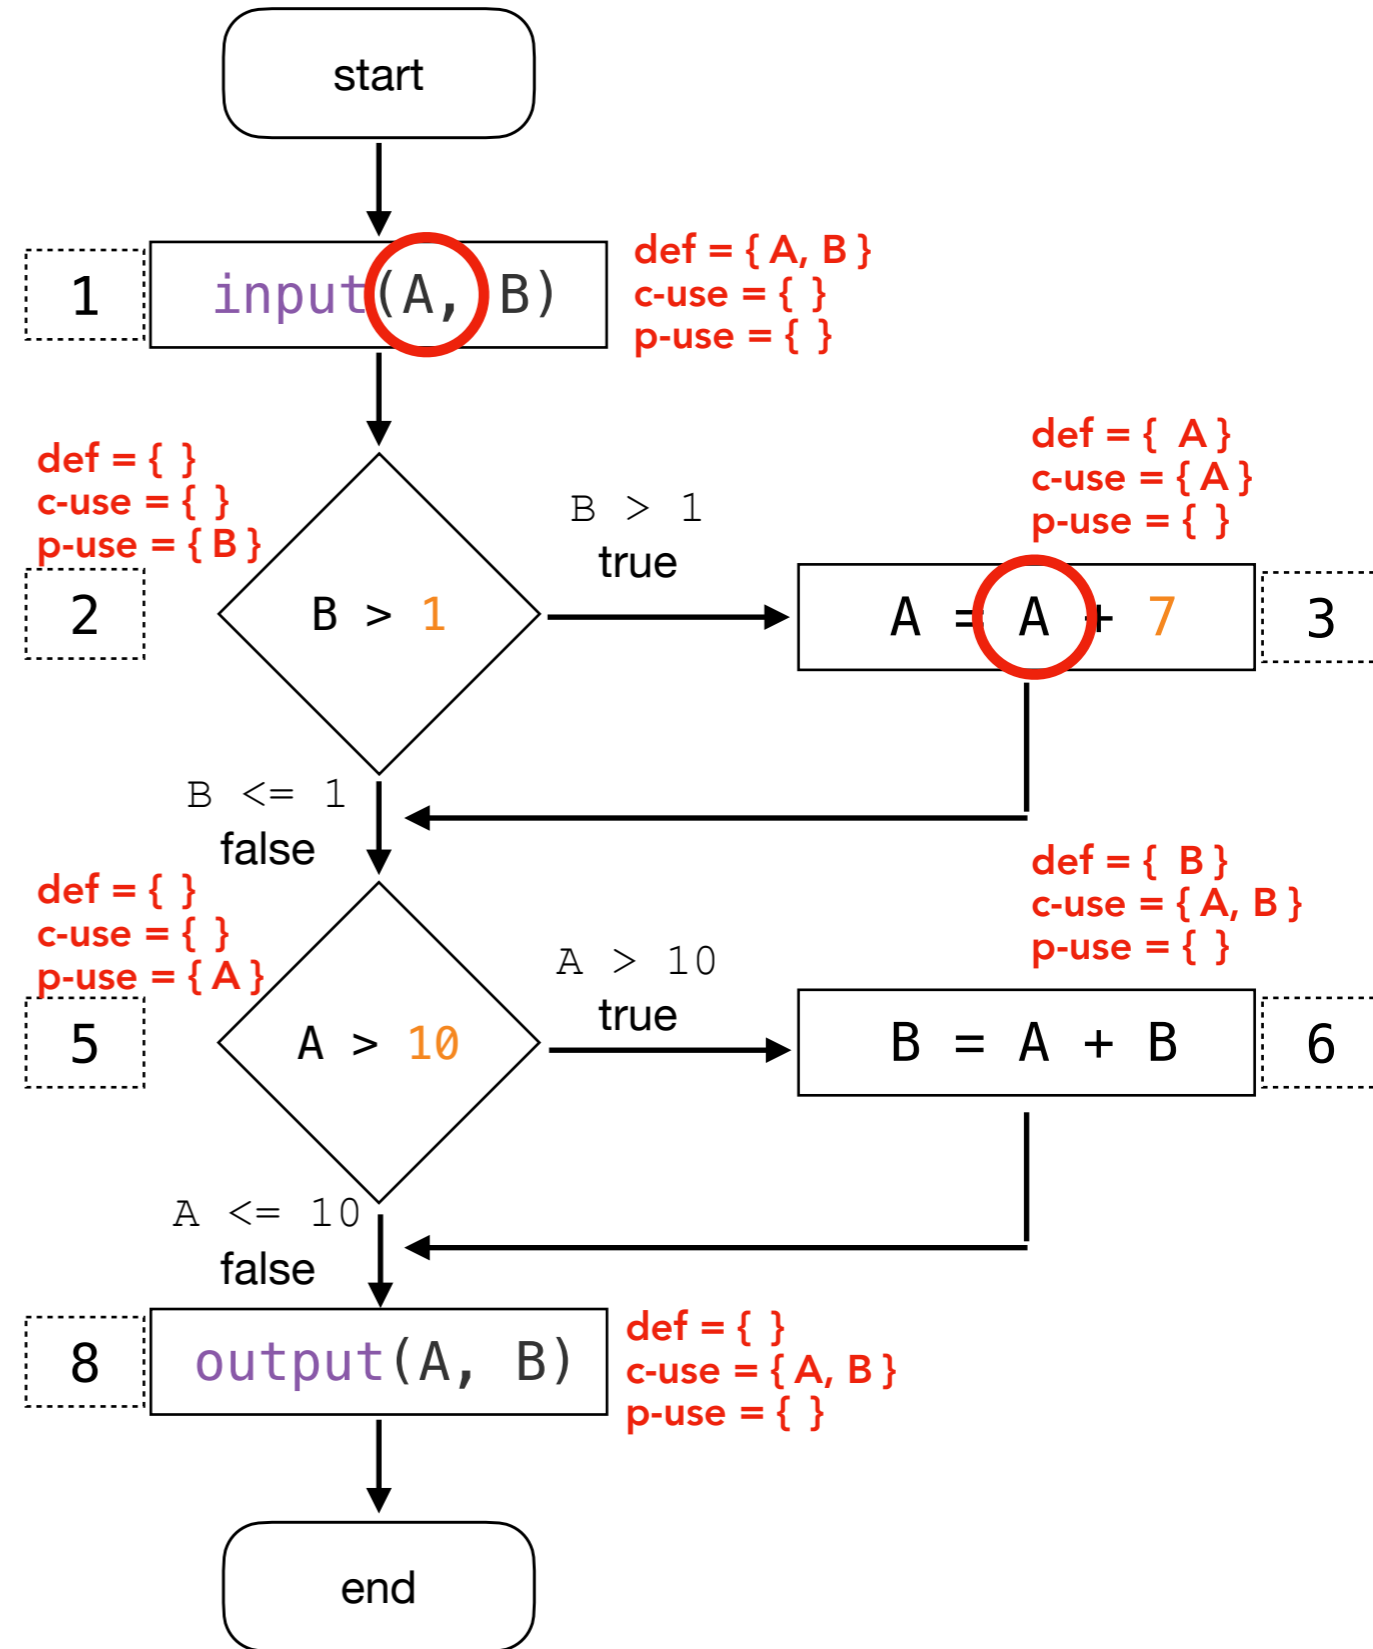 start
1
input(A, B)
def = { A, B }
c-use = { }
p-use = { }
def = { }
c-use = { }
p-use = { B }
2
B > 1
B > 1
true
def = { A }
c-use = { A }
p-use = { }
A = A + 7
3
B <= 1
false
def = { }
c-use = { }
p-use = { A }
5
A > 10
A > 10
true
def = { B }
c-use = { A, B }
p-use = { }
B = A + B
6
A <= 10
false
8
output(A, B)
def = { }
c-use = { A, B }
p-use = { }
end